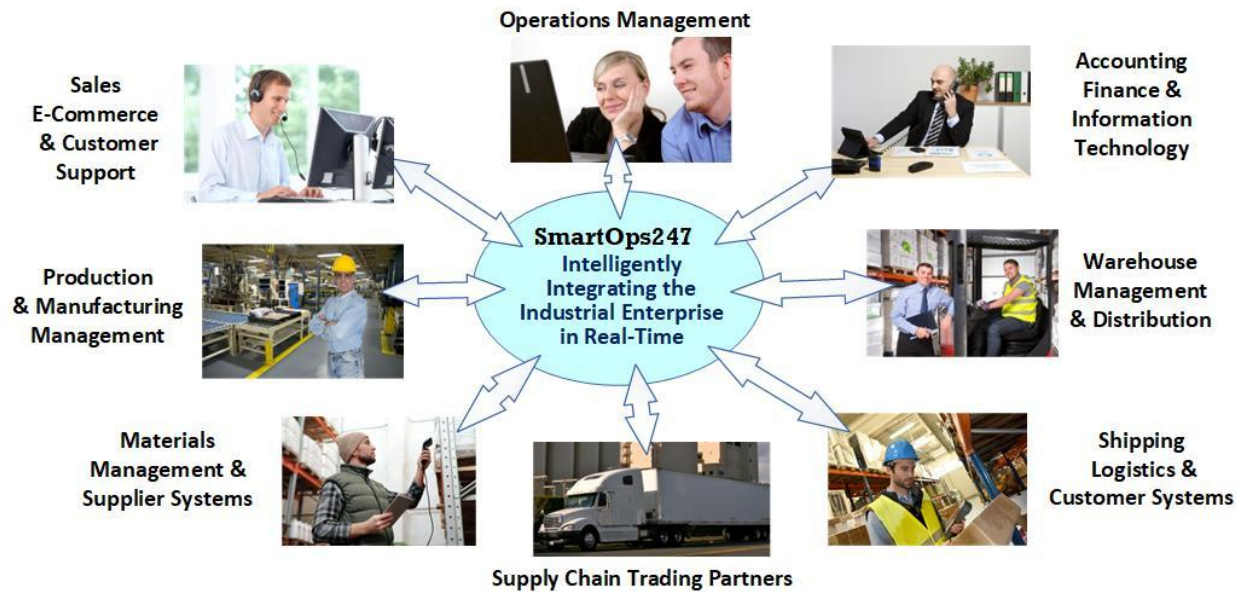 Operations Management
Sales
E-Commerce
& Customer
Support
Accounting
Finance &
Information
Technology
SmartOps247
Intelligently
Integrating the
Industrial Enterprise
in Real-Time
Production
& Manufacturing
Management
Warehouse
Management
& Distribution
Materials
Management &
Supplier Systems
Shipping
Logistics &
Customer Systems
Supply Chain Trading Partners